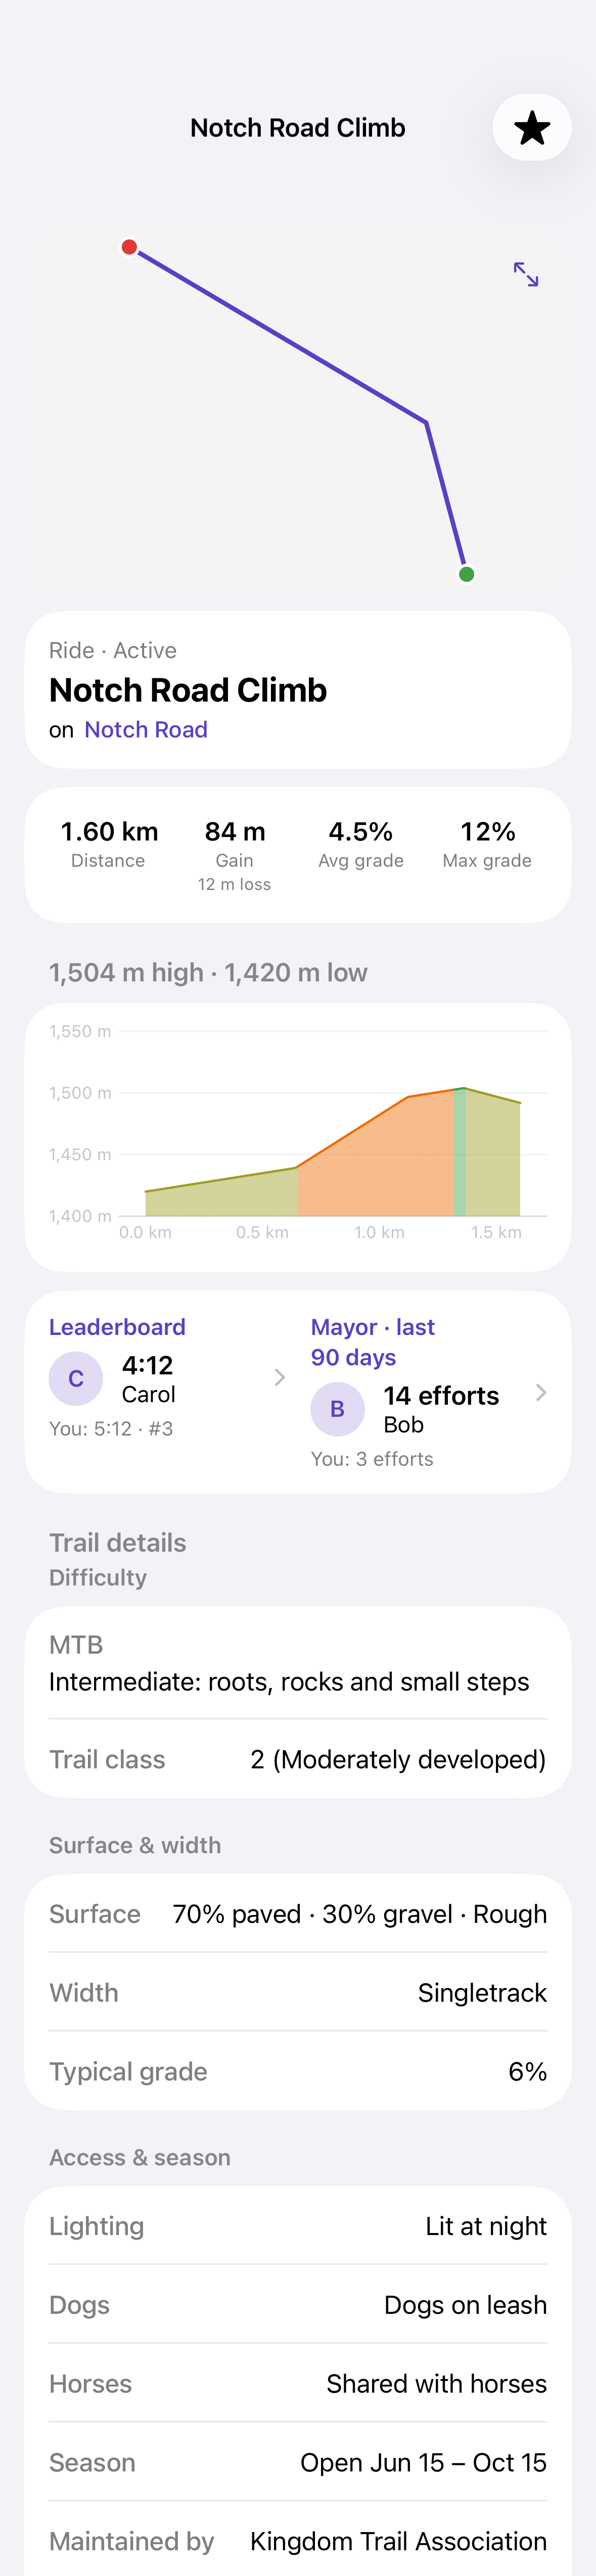 Notch Road Climb
Ride · Active
Notch Road Climb
on Notch Road
1.60 km
Distance
84 m
Gain
12 m loss
4.5%
Avg grade
12%
Max grade
1,504 m high · 1,420 m low
1,550 m
1,500 m
1,450 m
1,400 m
0.0 km
0.5 km
1.0 km
1.5 km
Leaderboard
C
4:12
Carol
You: 5:12 · #3
Mayor · last
90 days
B
14 efforts
Bob
You: 3 efforts
Trail details
Difficulty
MTB
Intermediate: roots, rocks and small steps
Trail class 2 (Moderately developed)
Surface & width
Surface 70% paved · 30% gravel · Rough
Width Singletrack
Typical grade 6%
Access & season
Lighting Lit at night
Dogs Dogs on leash
Horses Shared with horses
Season Open Jun 15 – Oct 15
Maintained by Kingdom Trail Association